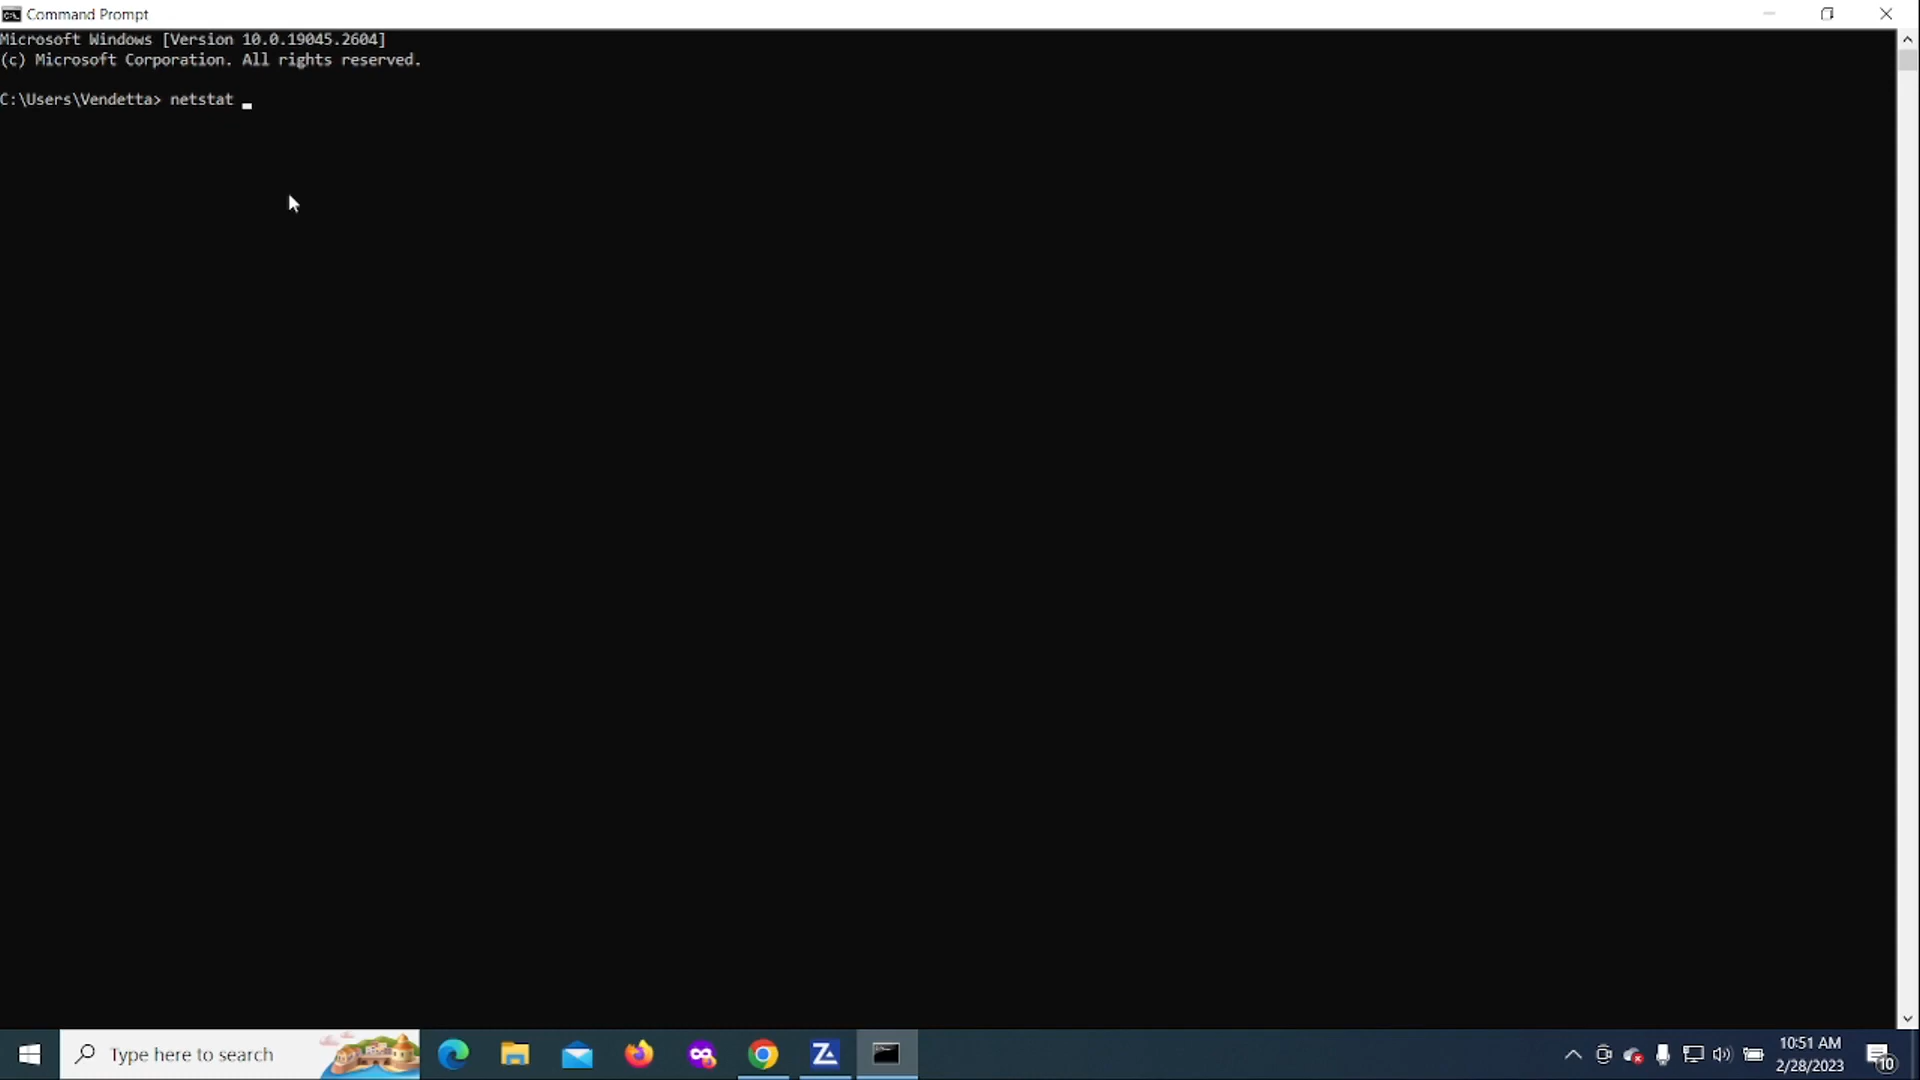 Command Prompt
Microsoft Windows [Version 10.0.19045.2604]
(c) Microsoft Corporation. All rights reserved.
C:\Users\Vendetta> netstat _
Type here to search
10:51 AM
2/28/2023
10